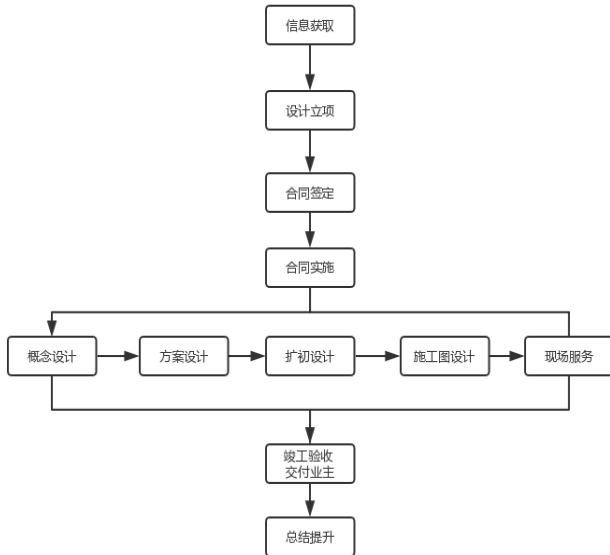 信息获取
设计立项
合同签定
合同实施
概念设计
方案设计
扩初设计
施工图设计
现场服务
竣工验收
交付业主
总结提升